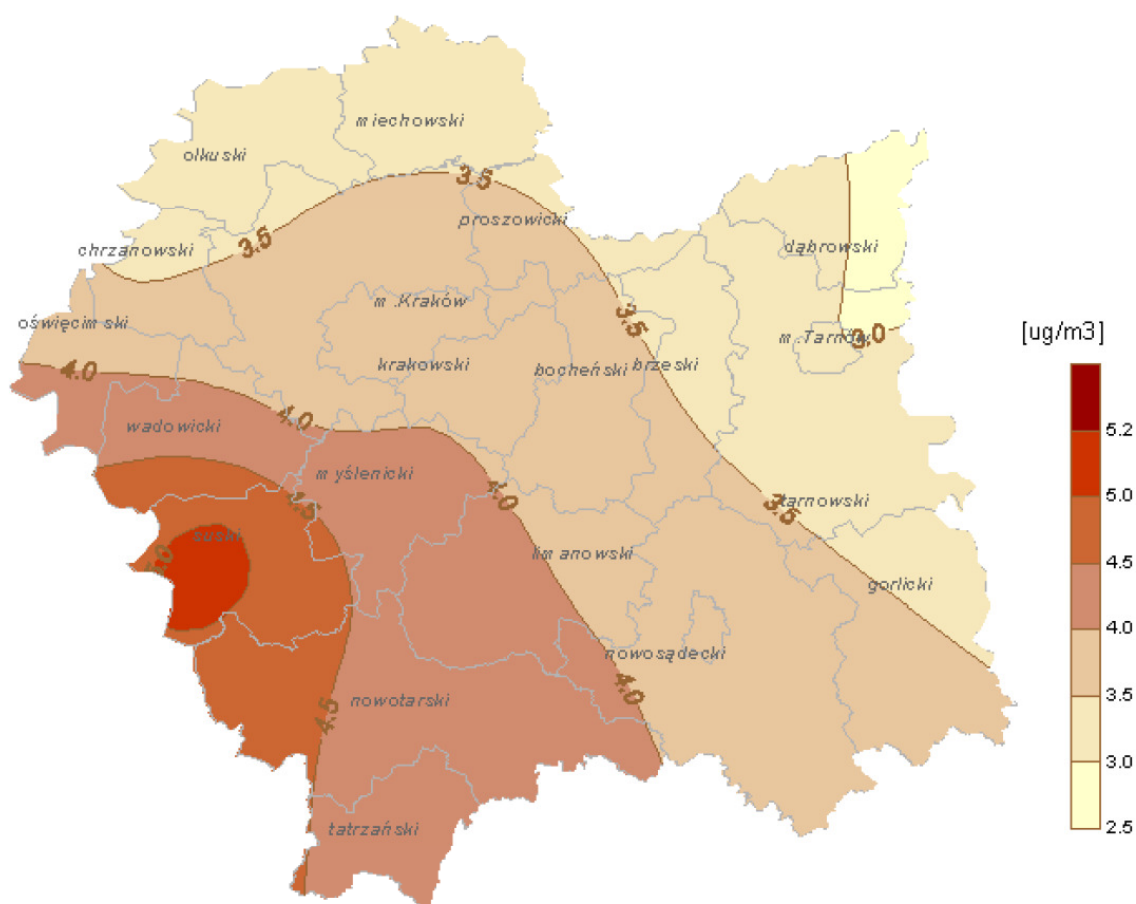 miechowski
olkuski
3.5
proszowicki
chrzanowski
3.5
dąbrowski
m.Kraków
oświęcimski
3.5
m.Tarnów
3.0
[ug/m3]
4.0
krakowski
bocheński
brzeski
wadowicki
4.0
5.2
myślenicki
5.0
4.5
4.0
3.5
tarnowski
4.5
suski
5.0
limanowski
gorlicki
4.0
nowosądecki
4.0
nowotarski
4.5
3.5
3.0
tatrzański
2.5